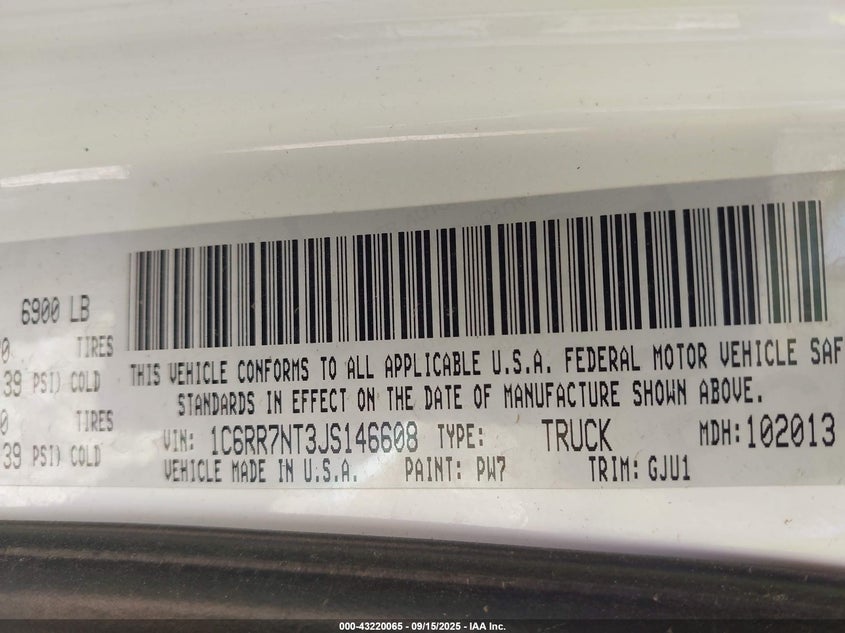 6900 LB
0 TIRES
39 PSI) COLD
0 TIRES
39 PSI) COLD
THIS VEHICLE CONFORMS TO ALL APPLICABLE U.S.A. FEDERAL MOTOR VEHICLE SAF
STANDARDS IN EFFECT ON THE DATE OF MANUFACTURE SHOWN ABOVE.
VIN: 1C6RR7NT3JS146608 TYPE: TRUCK MDH: 102013
VEHICLE MADE IN U.S.A. PAINT: PW7 TRIM: GJU1
000-43220065 - 09/15/2025 - IAA Inc.